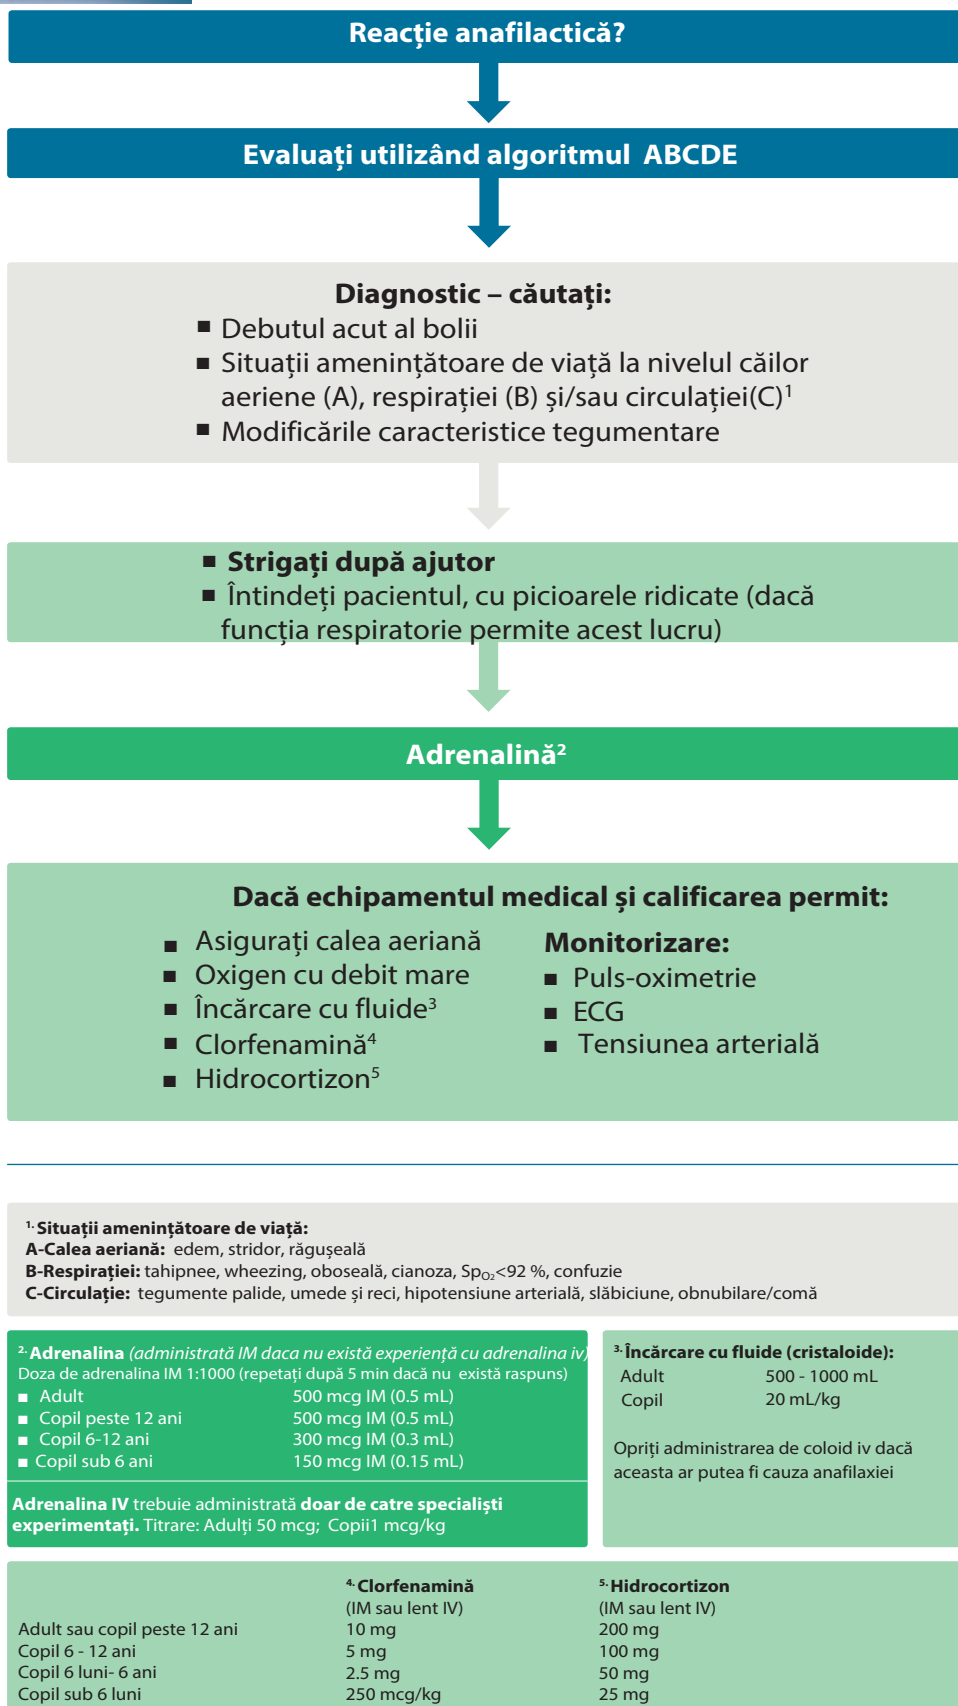 Reacție anafilactică?
Evaluați utilizând algoritmul ABCDE
Diagnostic – căutați:
■ Debutul acut al bolii
■ Situații amenințătoare de viață la nivelul căilor
aeriene (A), respirației (B) și/sau circulației(C)¹
■ Modificările caracteristice tegumentare
■ Strigați după ajutor
■ Întindeți pacientul, cu picioarele ridicate (dacă
funcția respiratorie permite acest lucru)
Adrenalină²
Dacă echipamentul medical și calificarea permit:
■ Asigurați calea aeriană
■ Oxigen cu debit mare
■ Încărcare cu fluide³
■ Clorfenamină⁴
■ Hidrocortizon⁵
Monitorizare:
■ Puls-oximetrie
■ ECG
■ Tensiunea arterială
¹· Situații amenințătoare de viață:
A-Calea aeriană: edem, stridor, răgușeală
B-Respirației: tahipnee, wheezing, oboseală, cianoza, SpO₂<92 %, confuzie
C-Circulație: tegumente palide, umede și reci, hipotensiune arterială, slăbiciune, obnubilare/comă
²· Adrenalina (administrată IM daca nu există experiență cu adrenalina iv)
Doza de adrenalina IM 1:1000 (repetați după 5 min dacă nu există raspuns)
■ Adult 500 mcg IM (0.5 mL)
■ Copil peste 12 ani 500 mcg IM (0.5 mL)
■ Copil 6-12 ani 300 mcg IM (0.3 mL)
■ Copil sub 6 ani 150 mcg IM (0.15 mL)
Adrenalina IV trebuie administrată doar de catre specialiști
experimentați. Titrare: Adulți 50 mcg; Copii1 mcg/kg
³· Încărcare cu fluide (cristaloide):
Adult 500 - 1000 mL
Copil 20 mL/kg
Opriți administrarea de coloid iv dacă
aceasta ar putea fi cauza anafilaxiei
⁴· Clorfenamină ⁵· Hidrocortizon
(IM sau lent IV) (IM sau lent IV)
Adult sau copil peste 12 ani 10 mg 200 mg
Copil 6 - 12 ani 5 mg 100 mg
Copil 6 luni- 6 ani 2.5 mg 50 mg
Copil sub 6 luni 250 mcg/kg 25 mg